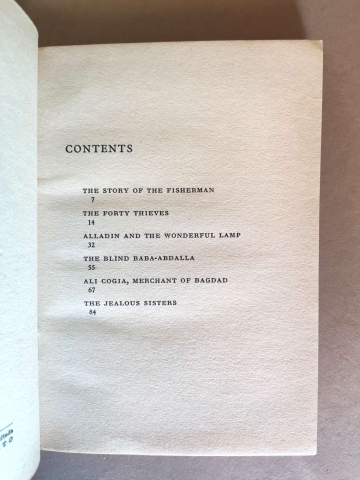 CONTENTS
THE STORY OF THE FISHERMAN
7
THE FORTY THIEVES
14
ALLADIN AND THE WONDERFUL LAMP
32
THE BLIND BABA-ABDALLA
55
ALI COGIA, MERCHANT OF BAGDAD
67
THE JEALOUS SISTERS
84
TO